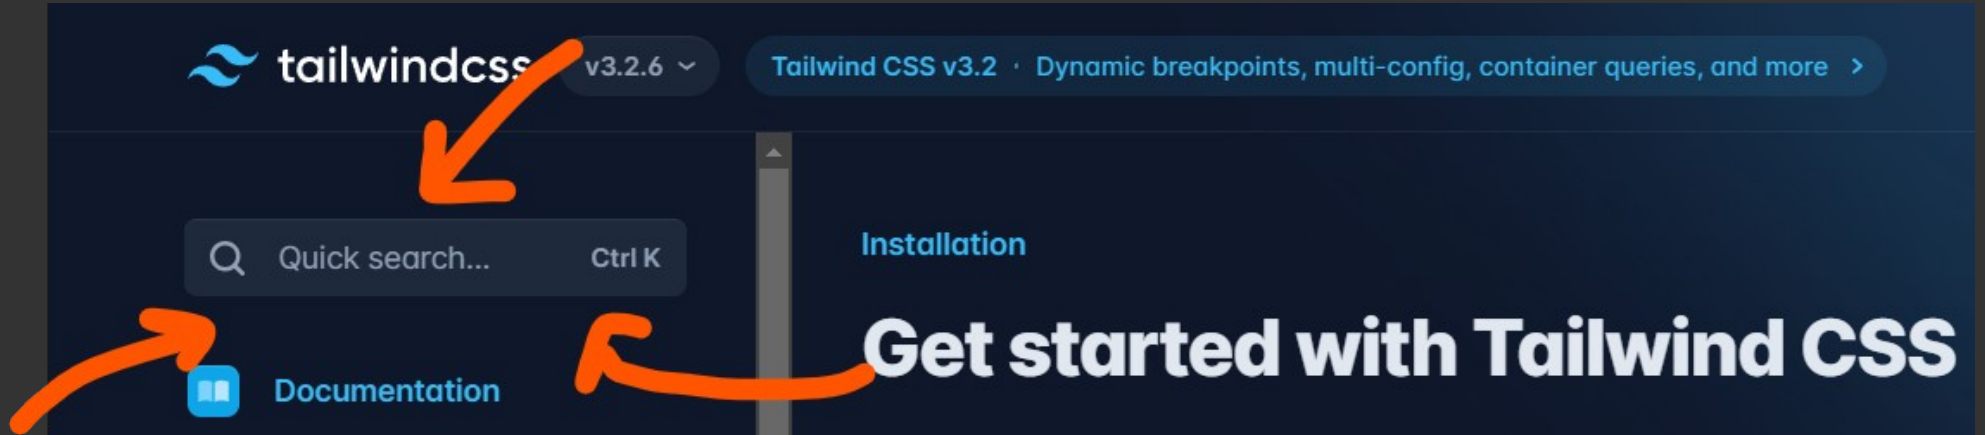 tailwindcss v3.2.6 Tailwind CSS v3.2 · Dynamic breakpoints, multi-config, container queries, and more
Quick search... Ctrl K
Documentation
Installation
Get started with Tailwind CSS